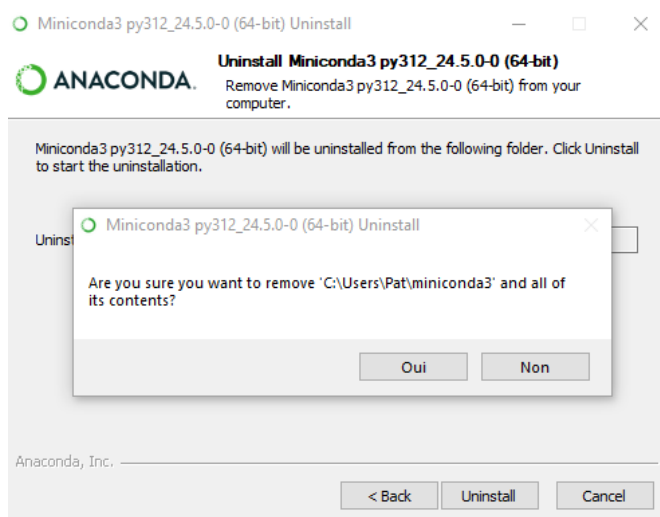 Miniconda3 py312_24.5.0-0 (64-bit) Uninstall
ANACONDA.
Uninstall Miniconda3 py312_24.5.0-0 (64-bit)
Remove Miniconda3 py312_24.5.0-0 (64-bit) from your
computer.
Miniconda3 py312_24.5.0-0 (64-bit) will be uninstalled from the following folder. Click Uninstall
to start the uninstallation.
Miniconda3 py312_24.5.0-0 (64-bit) Uninstall
Are you sure you want to remove 'C:\Users\Pat\miniconda3' and all of
its contents?
Oui
Non
Anaconda, Inc.
< Back
Uninstall
Cancel